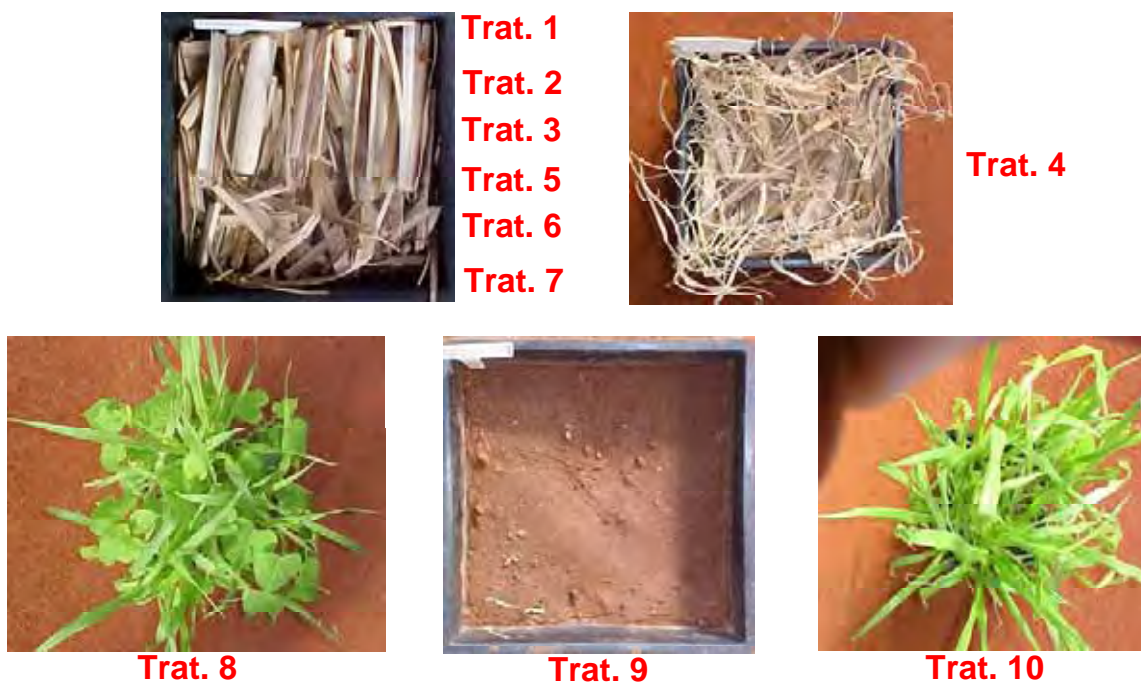 Trat. 1
Trat. 2
Trat. 3
Trat. 5
Trat. 6
Trat. 7
Trat. 4
Trat. 8
Trat. 9
Trat. 10